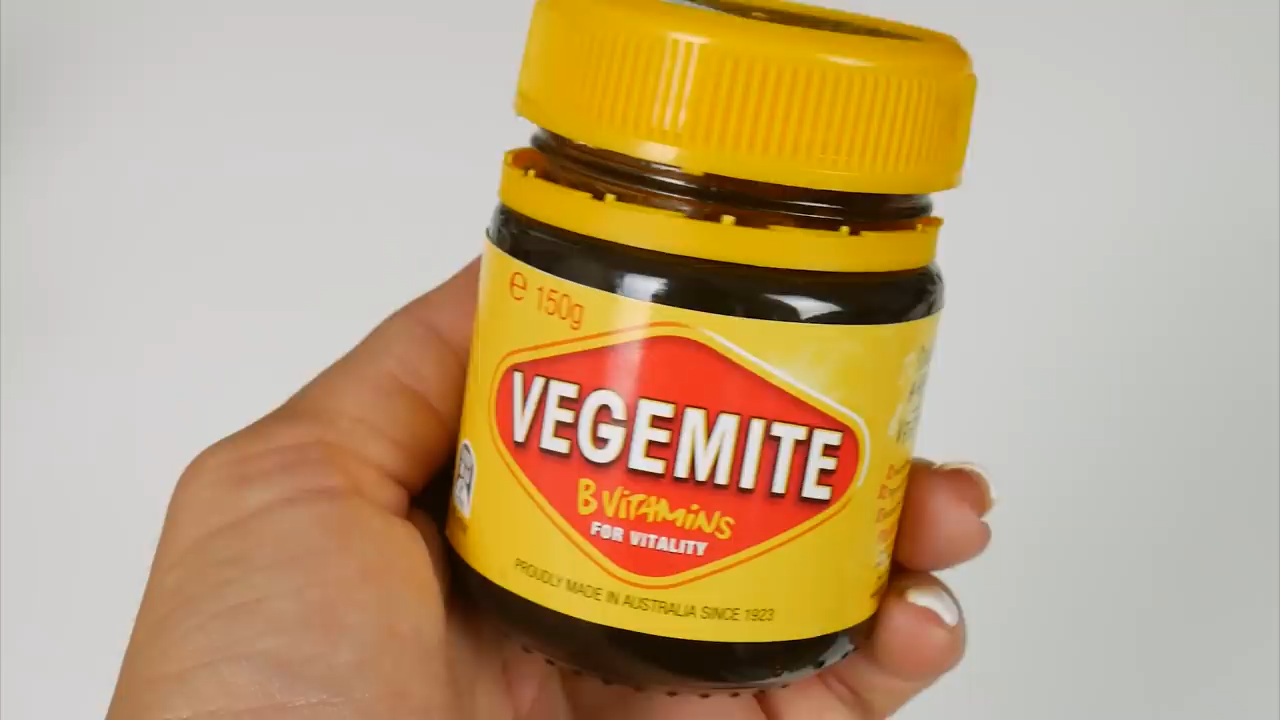 e 150g
VEGEMITE
B VITAMINS
FOR VITALITY
PROUDLY MADE IN AUSTRALIA SINCE 1923